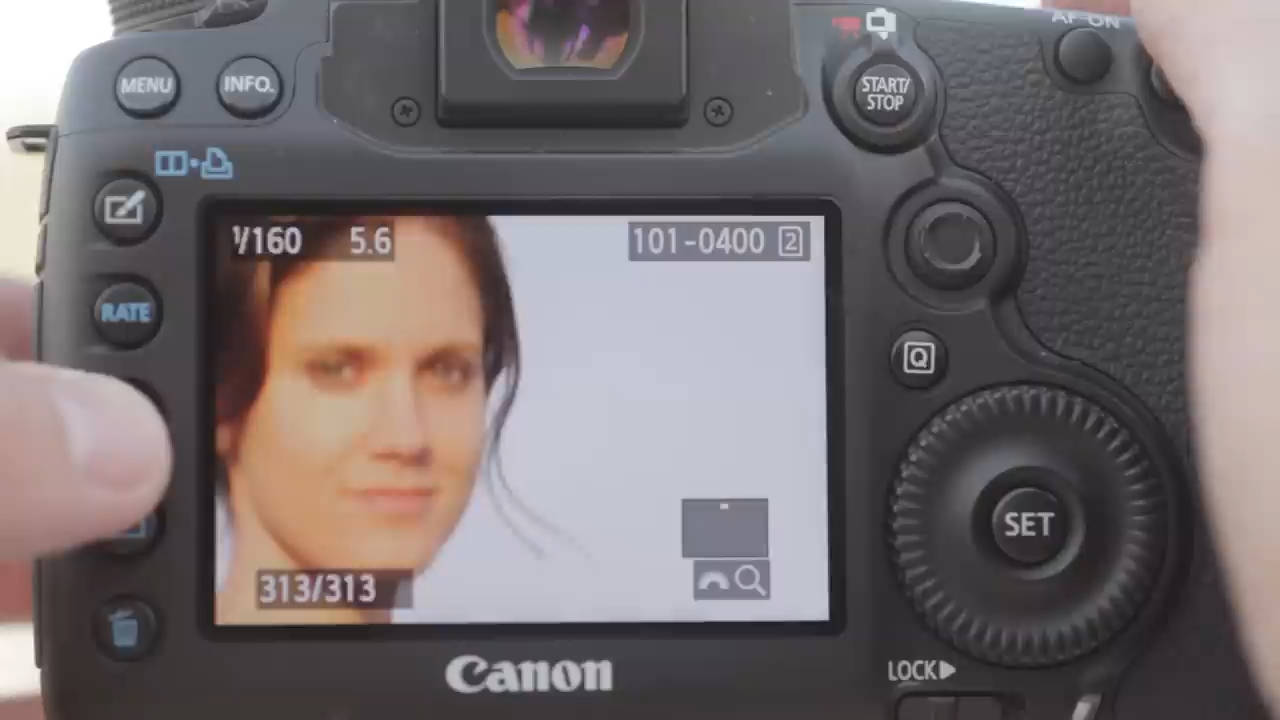 AF-ON
MENU
INFO.
START/
STOP
RATE
1/160 5.6
101-0400 2
Q
SET
313/313
LOCK
Canon